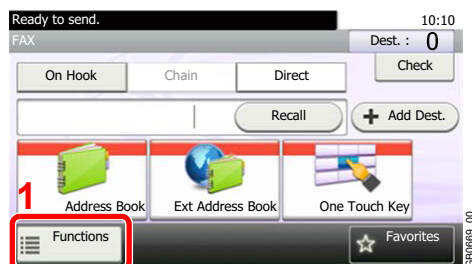 Ready to send.
10:10
FAX
Dest. : 0
On Hook
Chain
Direct
Check
Recall
Add Dest.
1
Address Book
Ext Address Book
One Touch Key
Functions
Favorites